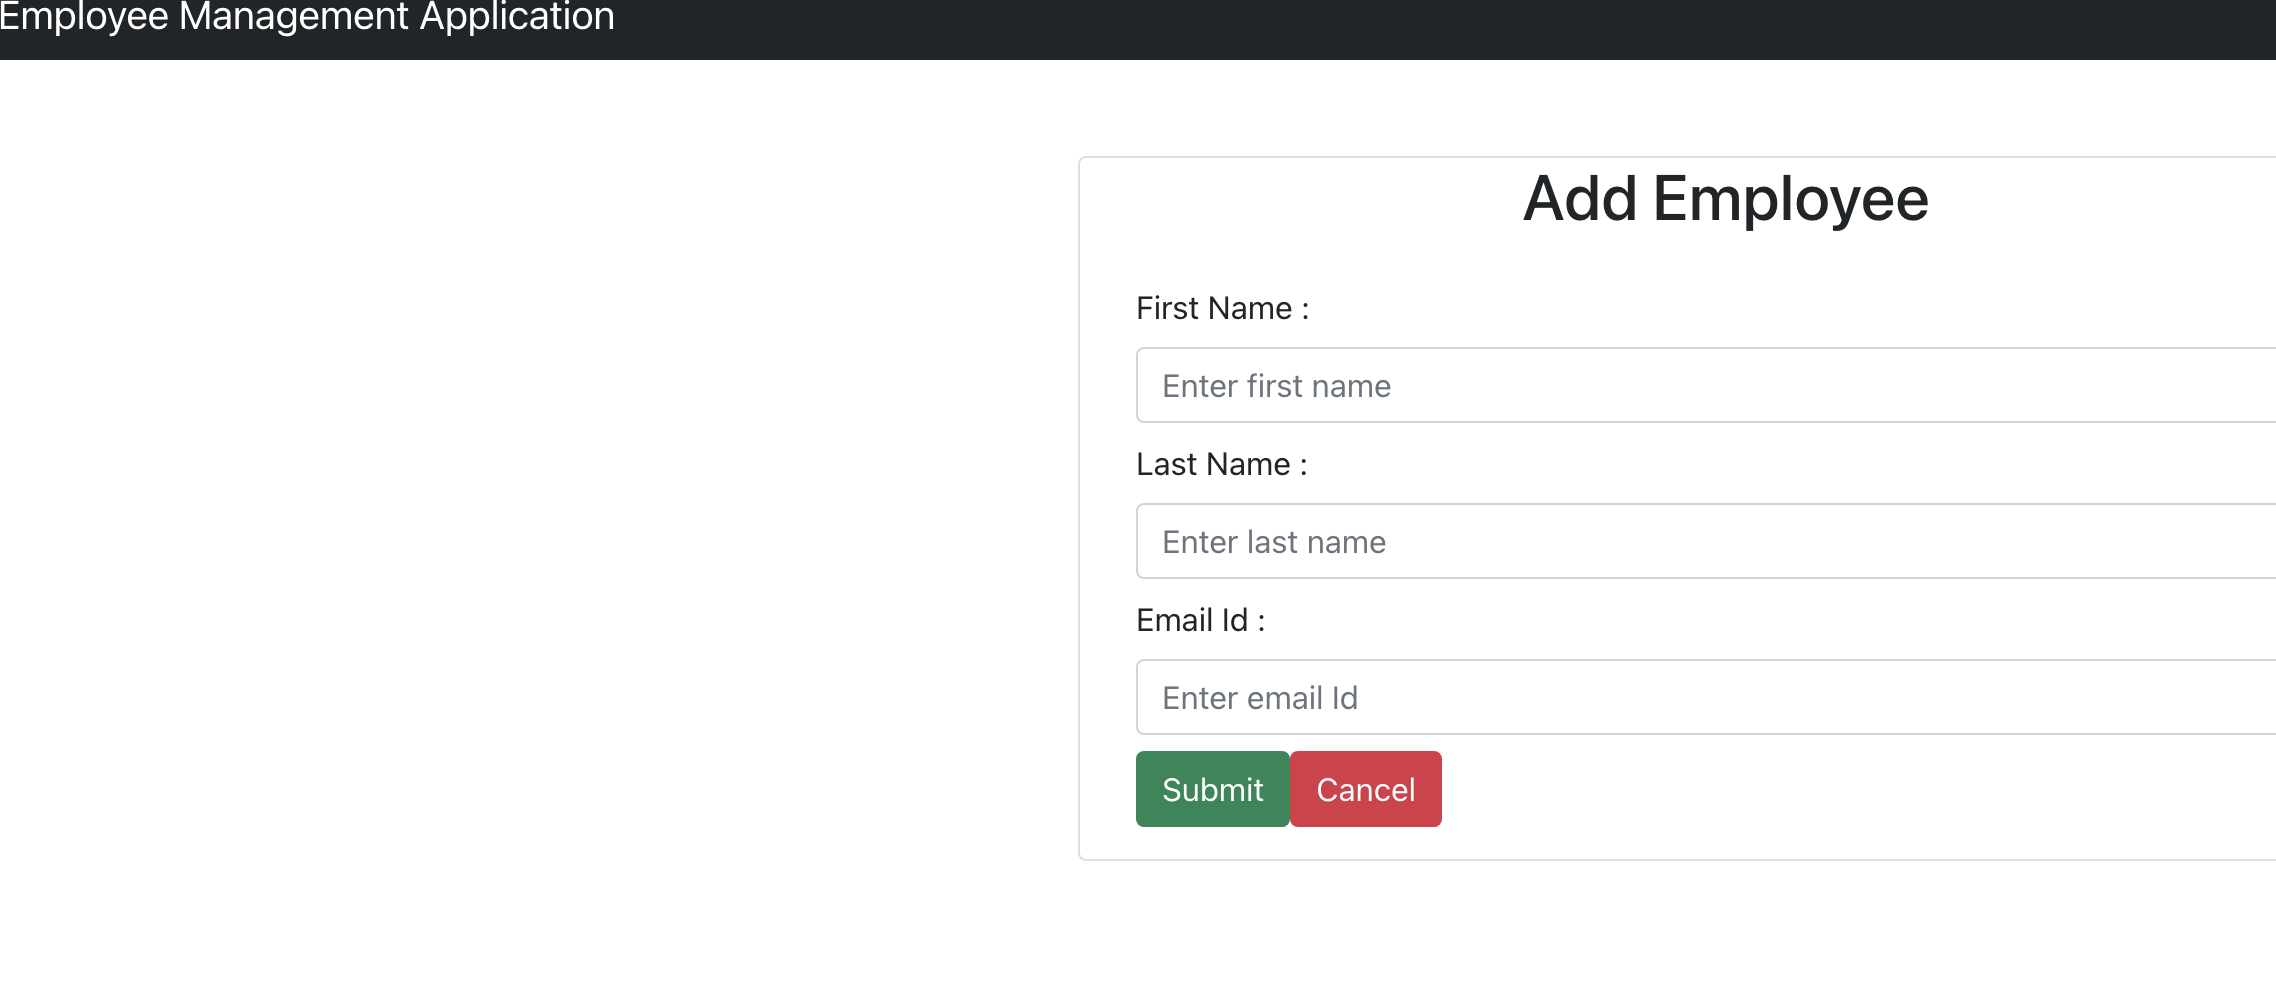 Employee Management Application
Add Employee
First Name :
Enter first name
Last Name :
Enter last name
Email Id :
Enter email Id
Submit Cancel